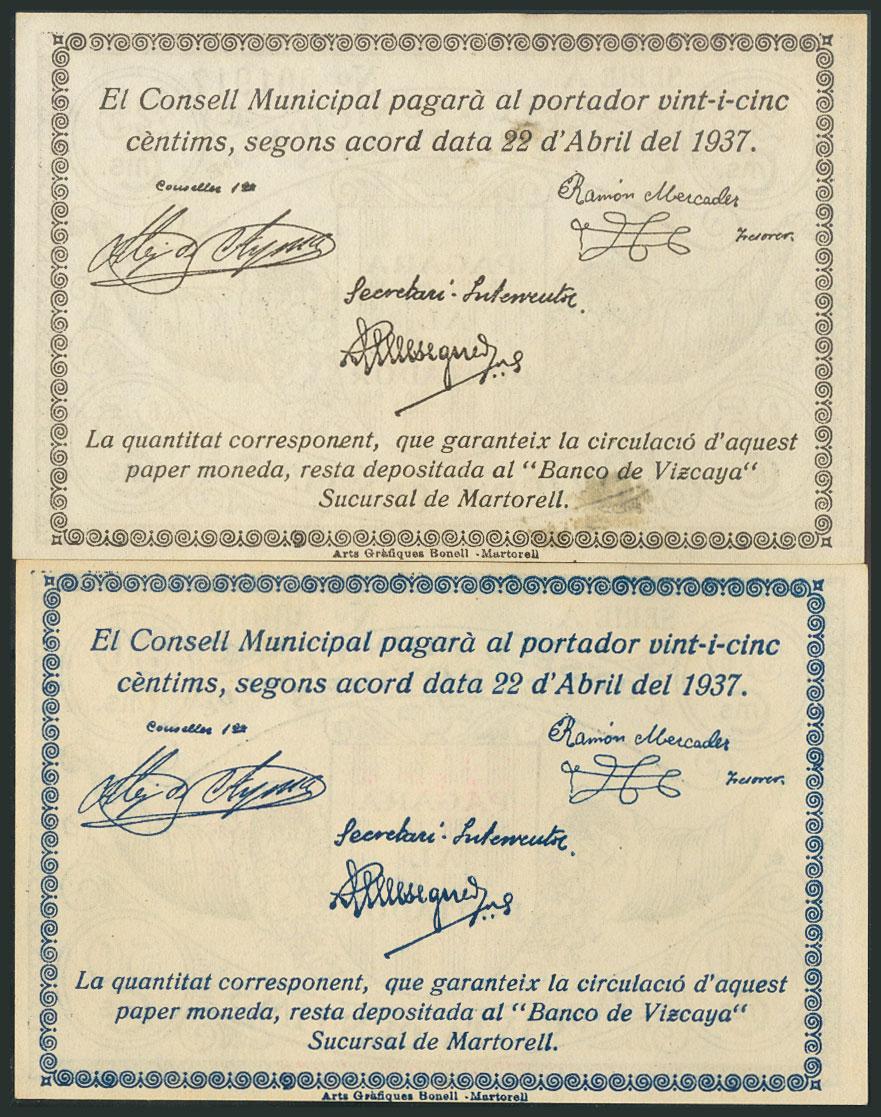 El Consell Municipal pagarà al portador vint-i-cinc
cèntims, segons acord data 22 d'Abril del 1937.
Conseller 1er
Ramón Mercader
Tresorer.
Secretari-Interventor.
La quantitat corresponent, que garanteix la circulació d'aquest
paper moneda, resta depositada al “Banco de Vizcaya“
Sucursal de Martorell.
Arts Gràfiques Bonell -Martorell
El Consell Municipal pagarà al portador vint-i-cinc
cèntims, segons acord data 22 d'Abril del 1937.
Conseller 1er
Ramón Mercader
Tresorer.
Secretari-Interventor.
La quantitat corresponent, que garanteix la circulació d'aquest
paper moneda, resta depositada al “Banco de Vizcaya“
Sucursal de Martorell.
Arts Gràfiques Bonell -Martorell